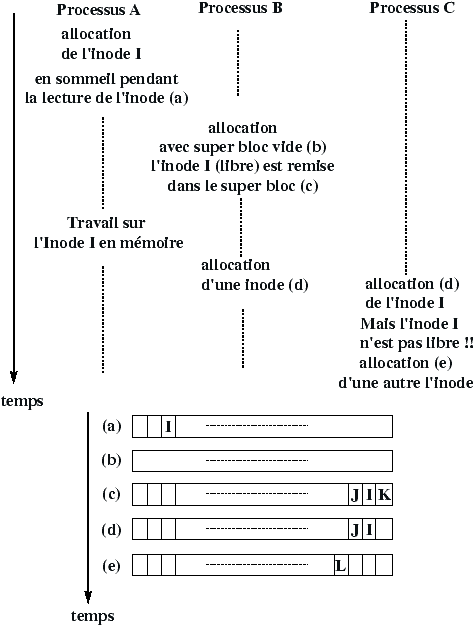 Processus A
Processus B
Processus C
allocation
de l'inode I
en sommeil pendant
la lecture de l'inode (a)
allocation
avec super bloc vide (b)
l'inode I (libre) est remise
dans le super bloc (c)
Travail sur
l'Inode I en mémoire
allocation
d'une inode (d)
allocation (d)
de l'inode I
Mais l'inode I
n'est pas libre !!
allocation (e)
d'une autre l'inode
temps
(a) I
(b)
(c) J I K
(d) J I
(e) L
temps